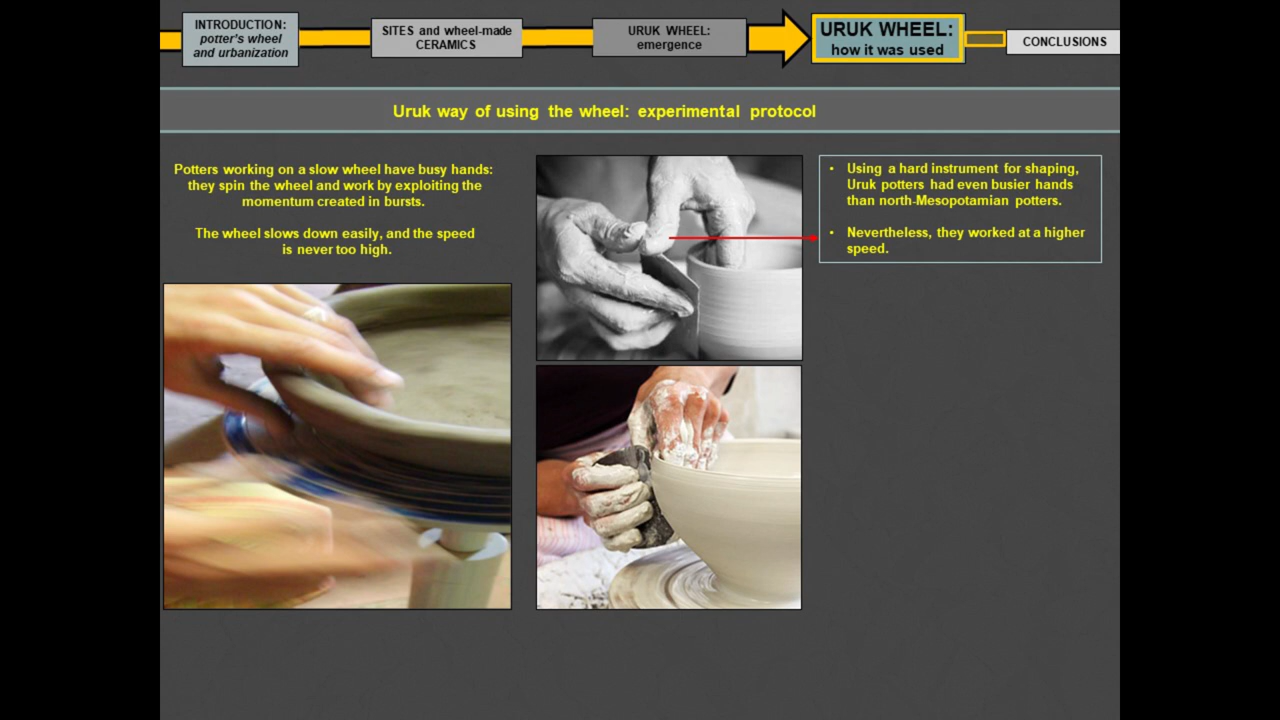 INTRODUCTION:
potter's wheel
and urbanization
SITES and wheel-made
CERAMICS
URUK WHEEL:
emergence
URUK WHEEL:
how it was used
CONCLUSIONS
Uruk way of using the wheel: experimental protocol
Potters working on a slow wheel have busy hands:
they spin the wheel and work by exploiting the
momentum created in bursts.
The wheel slows down easily, and the speed
is never too high.
• Using a hard instrument for shaping,
Uruk potters had even busier hands
than north-Mesopotamian potters.
• Nevertheless, they worked at a higher
speed.